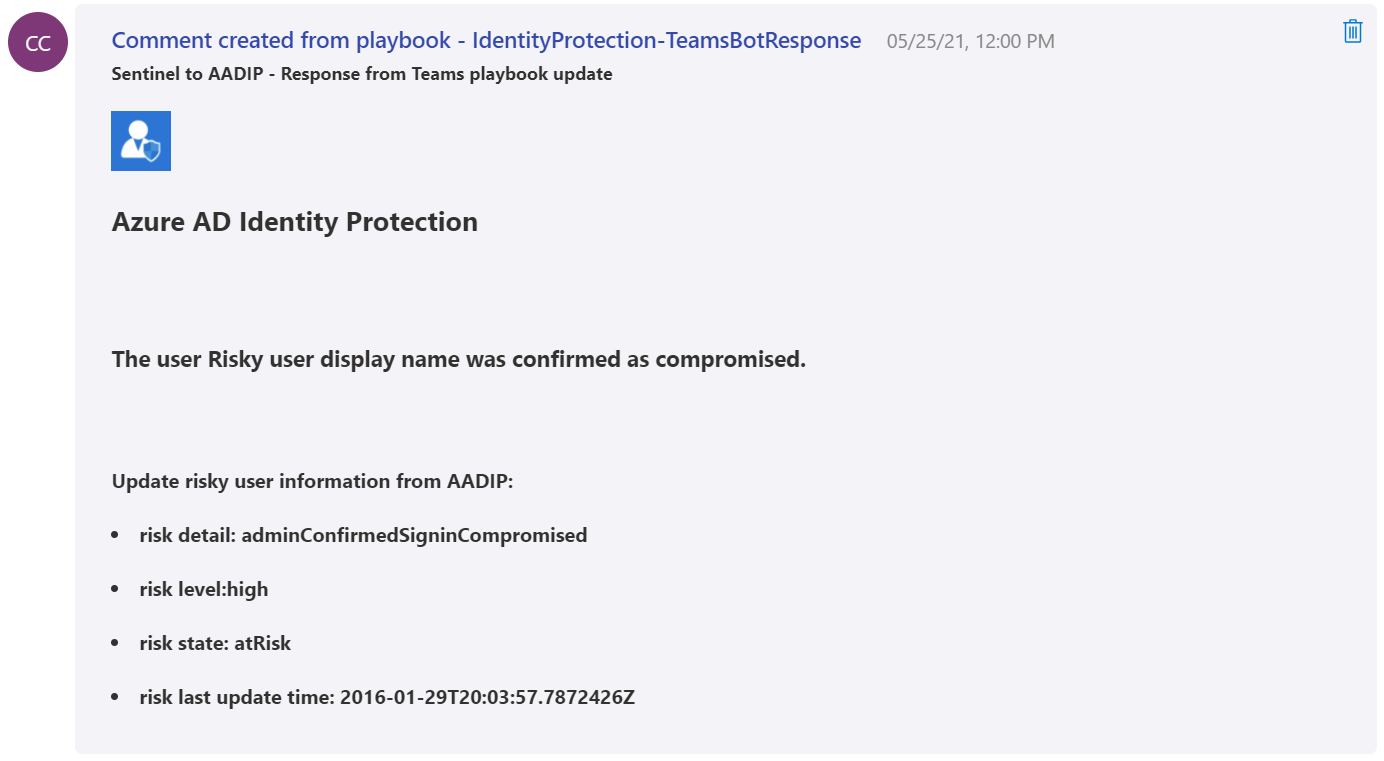 CC
Comment created from playbook - IdentityProtection-TeamsBotResponse 05/25/21, 12:00 PM
Sentinel to AADIP - Response from Teams playbook update
Azure AD Identity Protection
The user Risky user display name was confirmed as compromised.
Update risky user information from AADIP:
• risk detail: adminConfirmedSigninCompromised
• risk level:high
• risk state: atRisk
• risk last update time: 2016-01-29T20:03:57.7872426Z